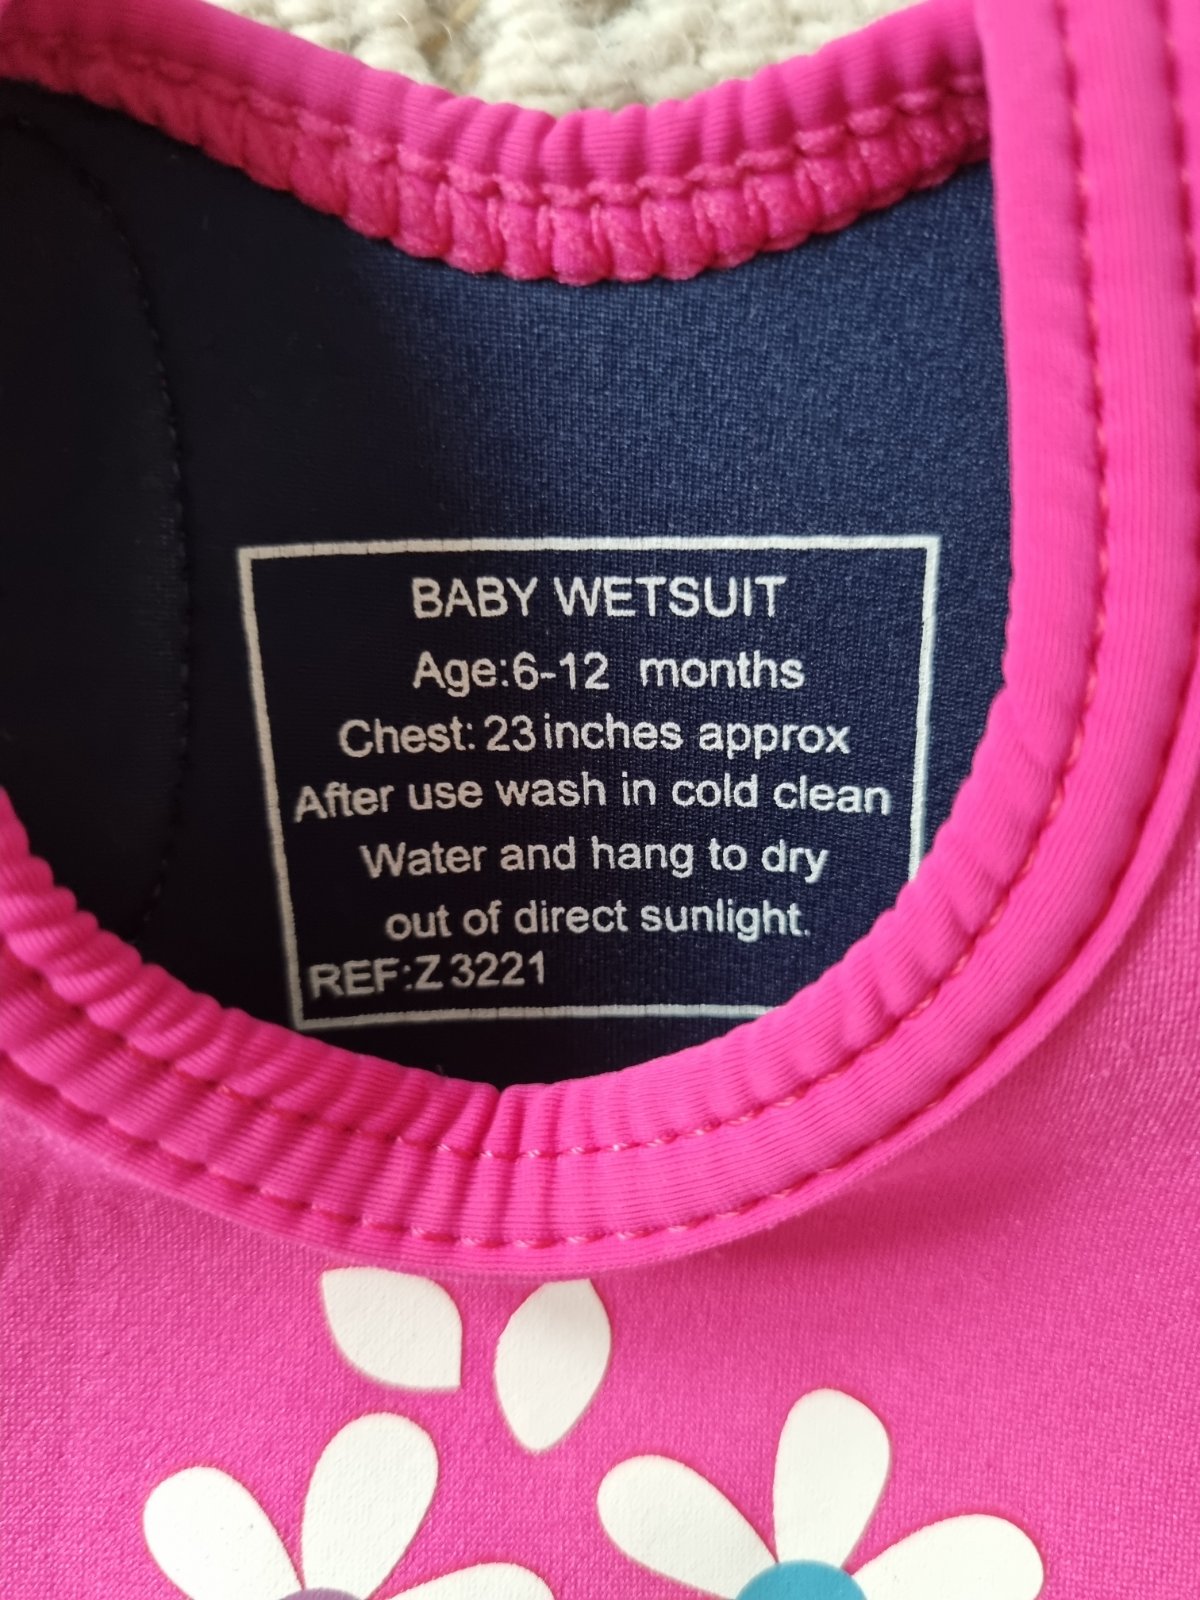 BABY WETSUIT
Age:6-12 months
Chest: 23 inches approx
After use wash in cold clean
Water and hang to dry
out of direct sunlight.
REF:Z3221